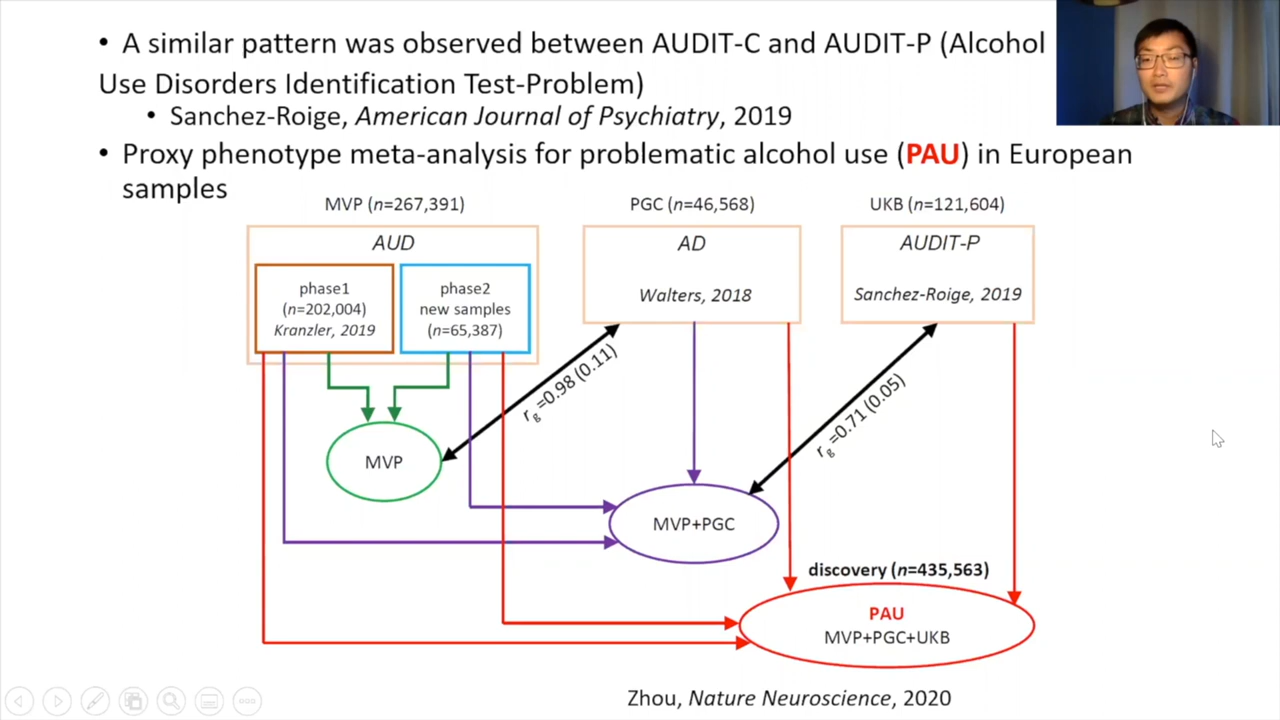 • A similar pattern was observed between AUDIT-C and AUDIT-P (Alcohol
Use Disorders Identification Test-Problem)
• Sanchez-Roige, American Journal of Psychiatry, 2019
• Proxy phenotype meta-analysis for problematic alcohol use (PAU) in European
samples
MVP (n=267,391)
PGC (n=46,568)
UKB (n=121,604)
AUD
AD
AUDIT-P
phase1
(n=202,004)
Kranzler, 2019
phase2
new samples
(n=65,387)
Walters, 2018
Sanchez-Roige, 2019
rg =0.98 (0.11)
rg =0.71 (0.05)
MVP
MVP+PGC
discovery (n=435,563)
PAU
MVP+PGC+UKB
Zhou, Nature Neuroscience, 2020